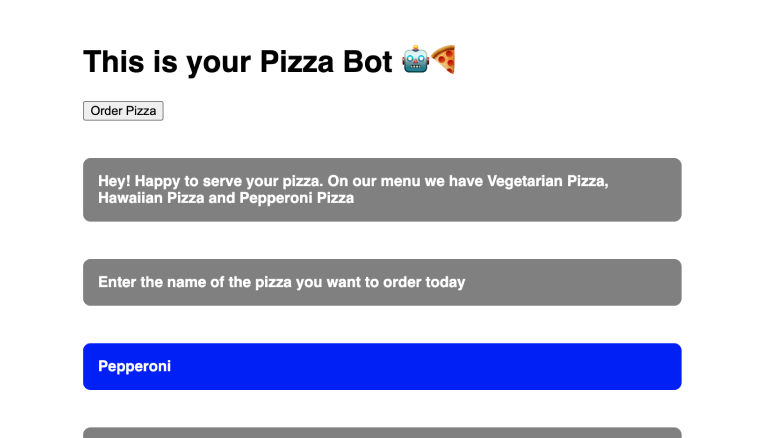 This is your Pizza Bot 🤖🍕
Order Pizza
Hey! Happy to serve your pizza. On our menu we have Vegetarian Pizza,
Hawaiian Pizza and Pepperoni Pizza
Enter the name of the pizza you want to order today
Pepperoni